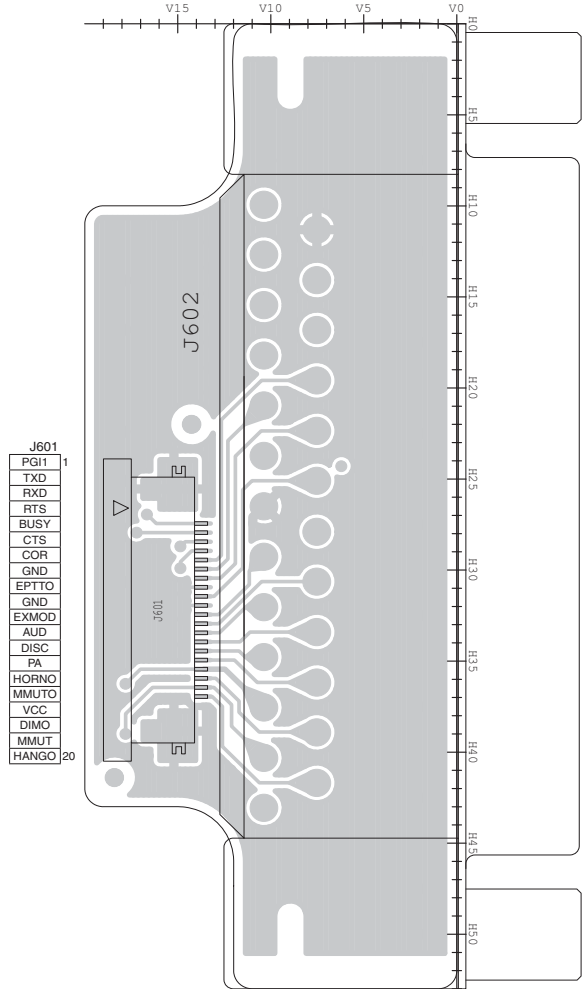 V15 V10 V5 V0
H0
H5
H10
H15
H20
H25
H30
H35
H40
H45
H50
J602
J601
J601
PGI1 1
TXD
RXD
RTS
BUSY
CTS
COR
GND
EPTTO
GND
EXMOD
AUD
DISC
PA
HORNO
MMUTO
VCC
DIMO
MMUT
HANGO 20